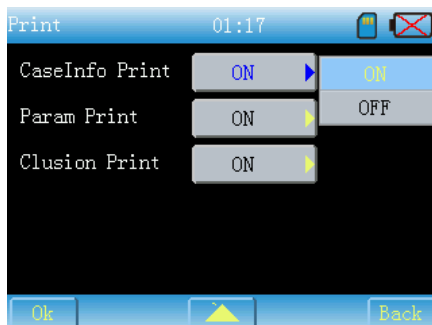 Print 01:17
CaseInfo Print ON ON
OFF
Param Print ON
Clusion Print ON
Ok Back